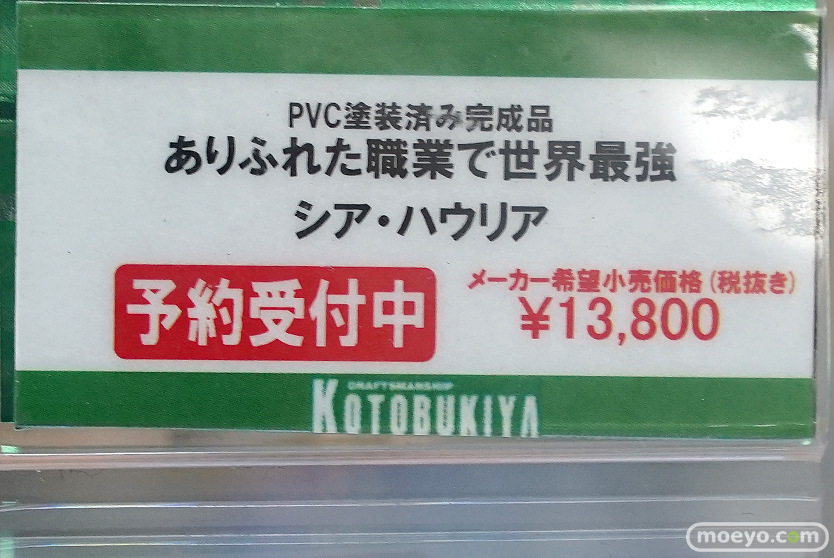 PVC塗装済み完成品
ありふれた職業で世界最強
シア・ハウリア
予約受付中
メーカー希望小売価格(税抜き)
¥13,800
CRAFTSMANSHIP
KOTOBUKIYA
moeyo.com